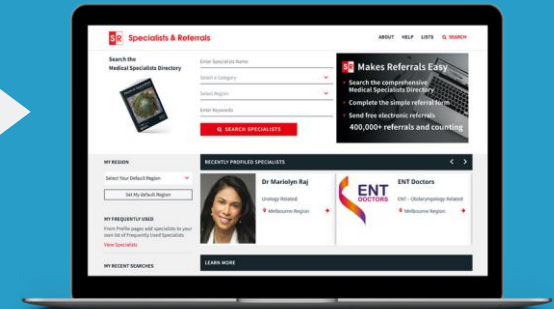 SR Specialists & Referrals
ABOUT HELP LISTS SEARCH
Search the
Medical Specialists Directory
Enter Specialists Name
Select a Category
Select Region
Enter Keywords
SEARCH SPECIALISTS
SR Makes Referrals Easy
• Search the comprehensive
Medical Specialists Directory
• Complete the simple referral form
• Send free electronic referrals
400,000+ referrals and counting
MY REGION
Select Your Default Region
Set My default Region
MY FREQUENTLY USED
From Profile pages add specialists to your
own list of Frequently Used Specialists
View Specialists
MY RECENT SEARCHES
RECENTLY PROFILED SPECIALISTS
Dr Mariolyn Raj
Urology Related
Melbourne Region
ENT
DOCTORS
ENT Doctors
ENT - Otolaryngology Related
Melbourne Region
LEARN MORE